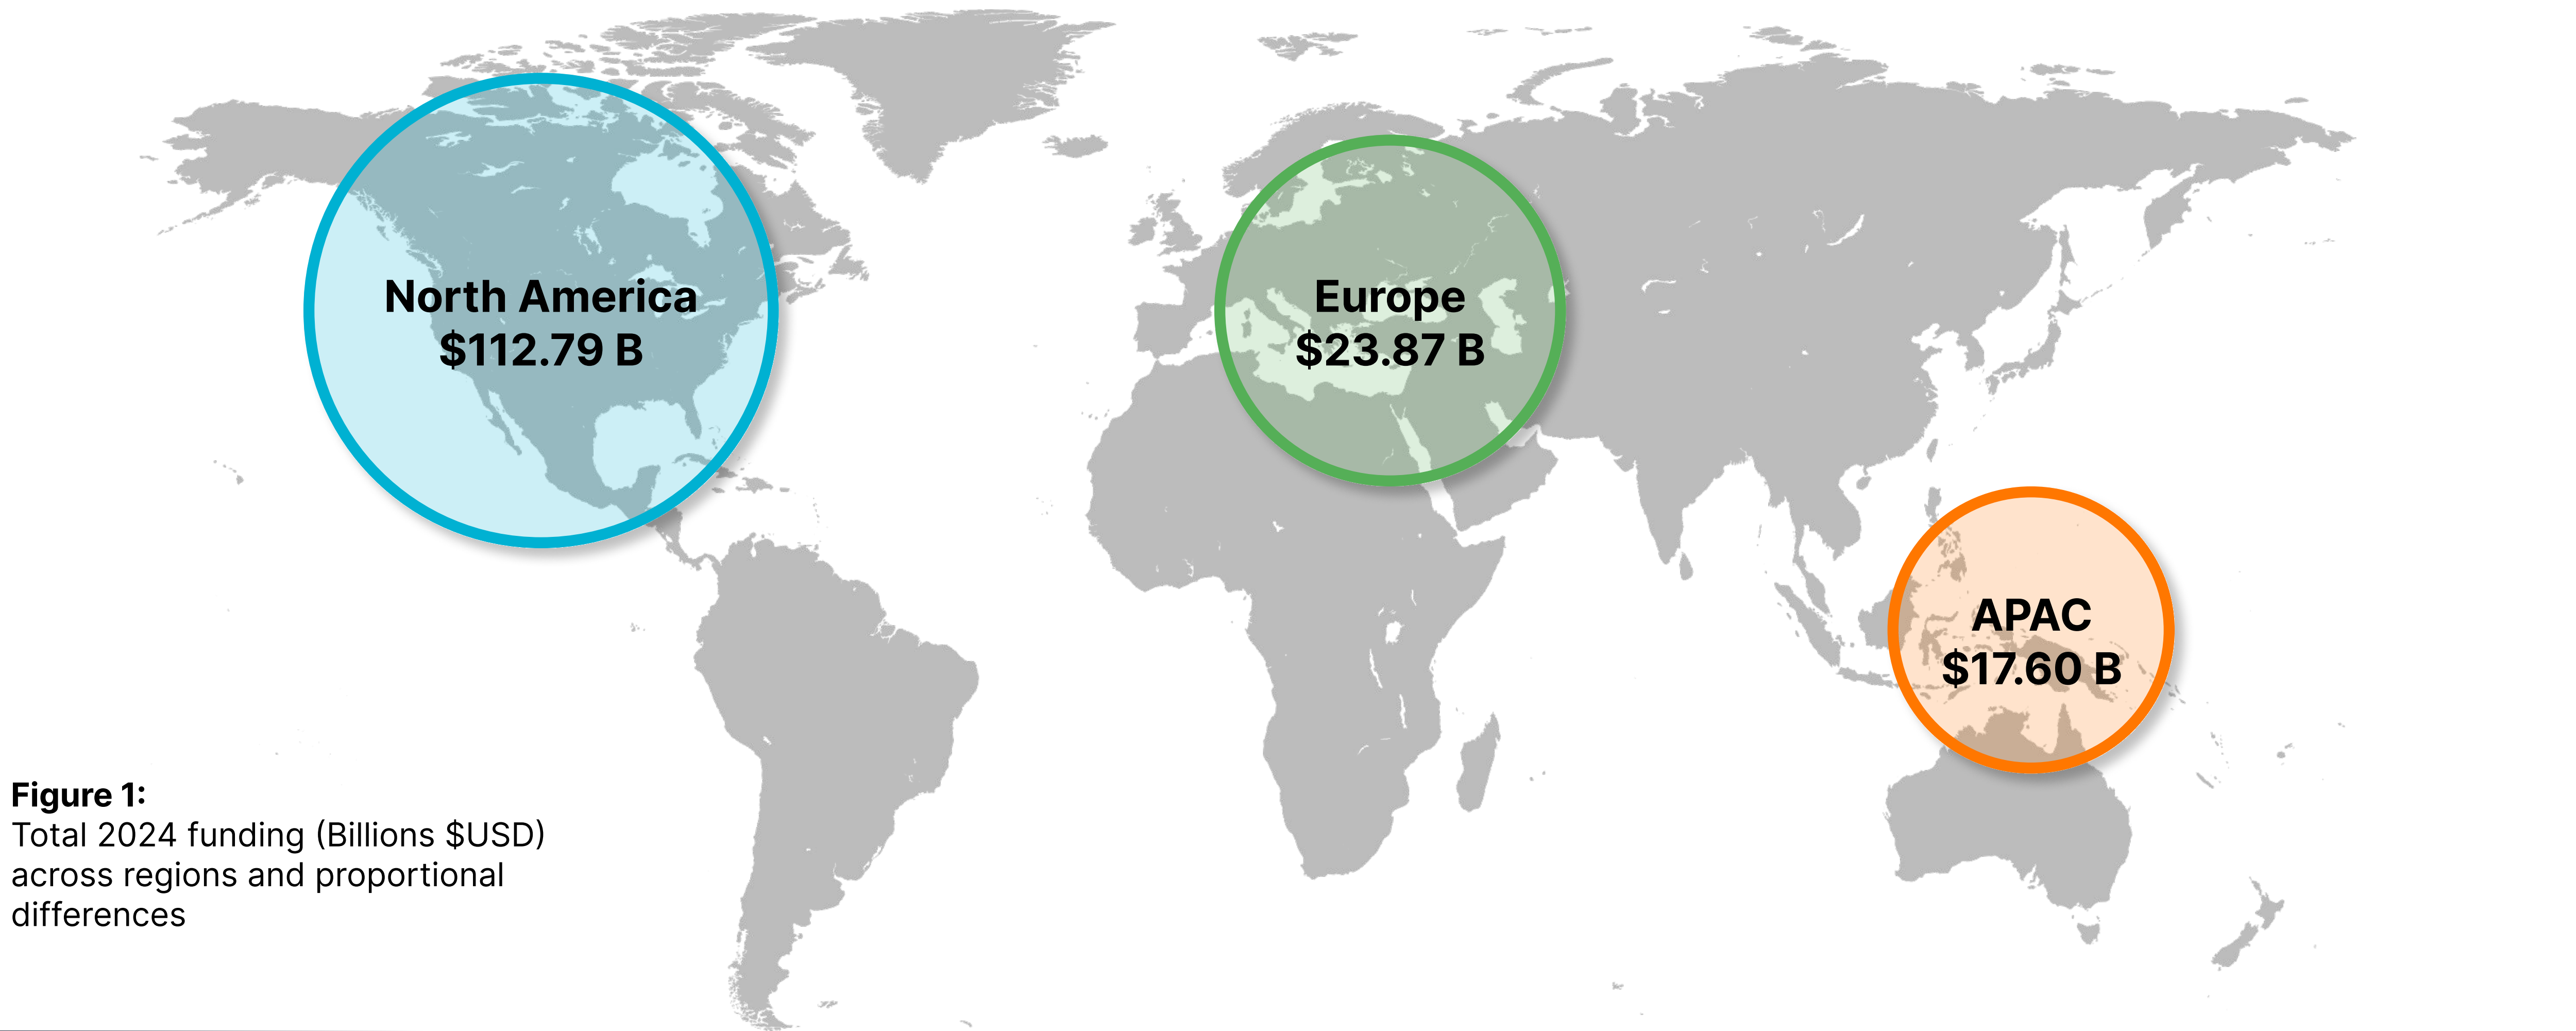 North America
$112.79 B
Europe
$23.87 B
APAC
$17.60 B
Figure 1:
Total 2024 funding (Billions $USD)
across regions and proportional
differences